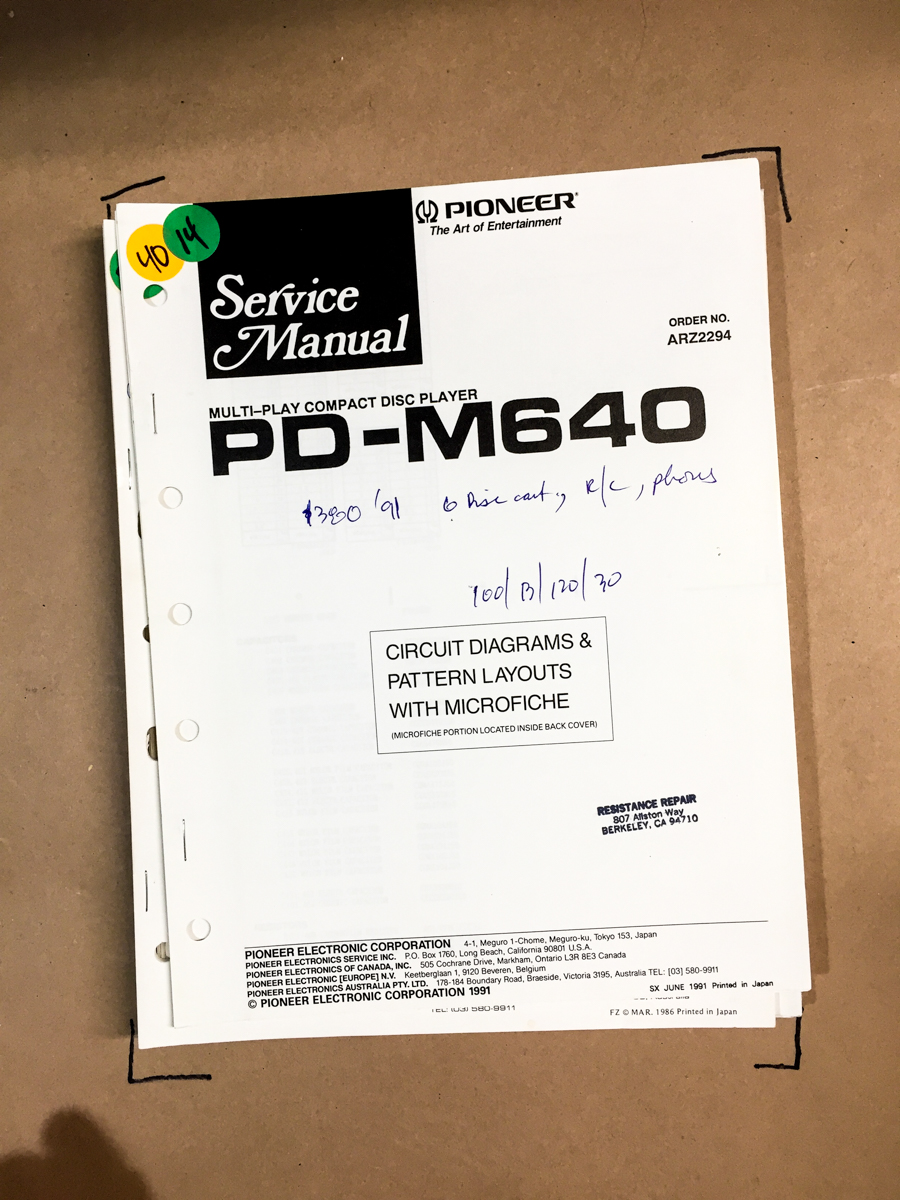 40
14
PIONEER®
The Art of Entertainment
Service
Manual
ORDER NO.
ARZ2294
MULTI-PLAY COMPACT DISC PLAYER
PD-M640
$380 '91 6 Disc cart., R/C, phones
100/ B/ 120/ 30
CIRCUIT DIAGRAMS &
PATTERN LAYOUTS
WITH MICROFICHE
(MICROFICHE PORTION LOCATED INSIDE BACK COVER)
RESISTANCE REPAIR
807 Allston Way
BERKELEY, CA 94710
PIONEER ELECTRONIC CORPORATION 4-1, Meguro 1-Chome, Meguro-ku, Tokyo 153, Japan
PIONEER ELECTRONICS SERVICE INC. P.O. Box 1760, Long Beach, California 90801 U.S.A.
PIONEER ELECTRONICS OF CANADA, INC. 505 Cochrane Drive, Markham, Ontario L3R 8E3 Canada
PIONEER ELECTRONIC [EUROPE] N.V. Keetberglaan 1, 9120 Beveren, Belgium
PIONEER ELECTRONICS AUSTRALIA PTY. LTD. 178-184 Boundary Road, Braeside, Victoria 3195, Australia TEL: [03] 580-9911
© PIONEER ELECTRONIC CORPORATION 1991
SX JUNE 1991 Printed in Japan
TEL: (03) 580-9911
FZ © MAR. 1986 Printed in Japan